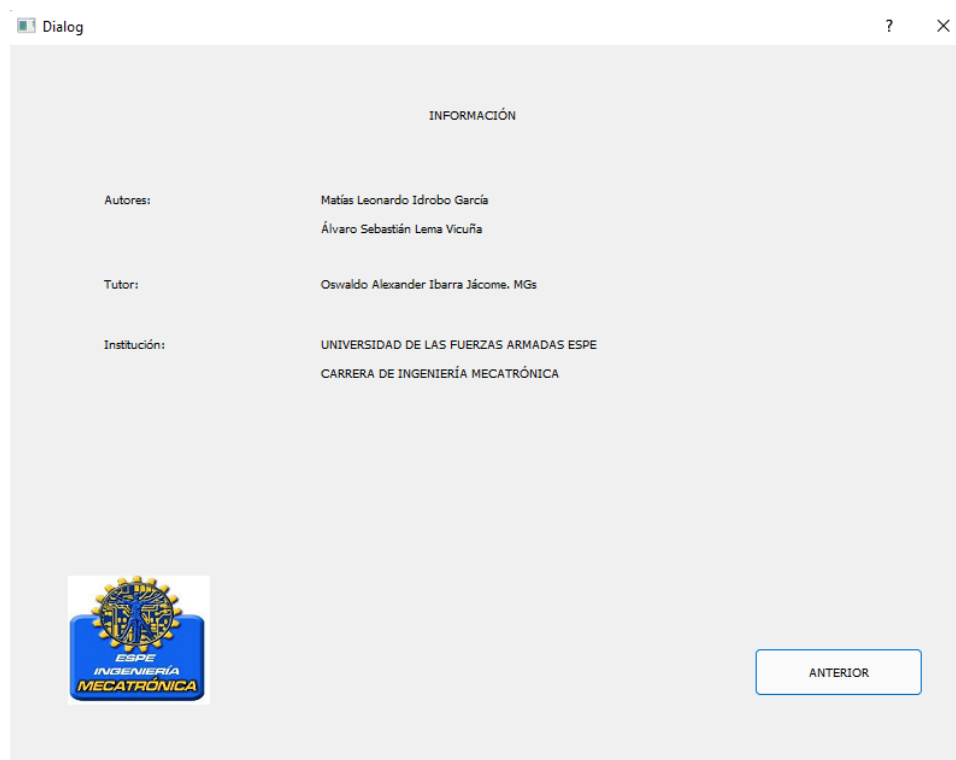 Dialog
?
INFORMACIÓN
Autores: Matías Leonardo Idrobo García
Álvaro Sebastián Lema Vicuña
Tutor: Oswaldo Alexander Ibarra Jácome. MGs
Institución: UNIVERSIDAD DE LAS FUERZAS ARMADAS ESPE
CARRERA DE INGENIERÍA MECATRÓNICA
ESPE
INGENIERÍA
MECATRÓNICA
ANTERIOR